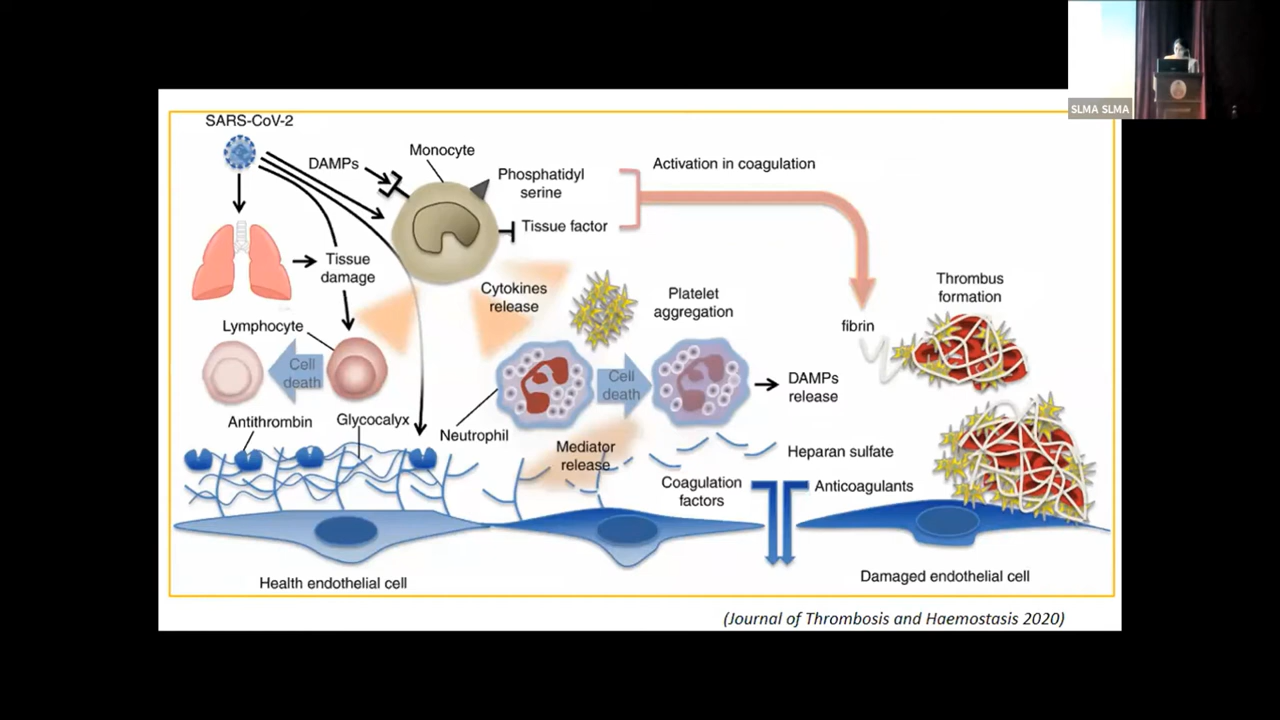 SLMA SLMA
SARS-CoV-2
DAMPs
Monocyte
Phosphatidyl
serine
Activation in coagulation
Tissue factor
Tissue
damage
Cytokines
release
Platelet
aggregation
Thrombus
formation
Lymphocyte
fibrin
Cell
death
Cell
death
DAMPs
release
Antithrombin
Glycocalyx
Neutrophil
Mediator
release
Heparan sulfate
Coagulation
factors
Anticoagulants
Health endothelial cell
Damaged endothelial cell
(Journal of Thrombosis and Haemostasis 2020)